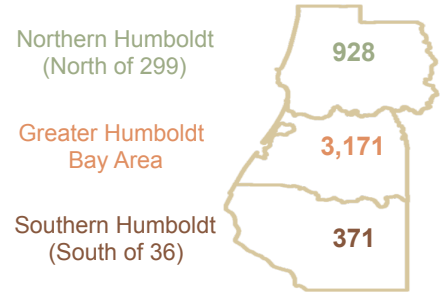 Northern Humboldt
(North of 299)
928
Greater Humboldt
Bay Area
3,171
Southern Humboldt
(South of 36)
371